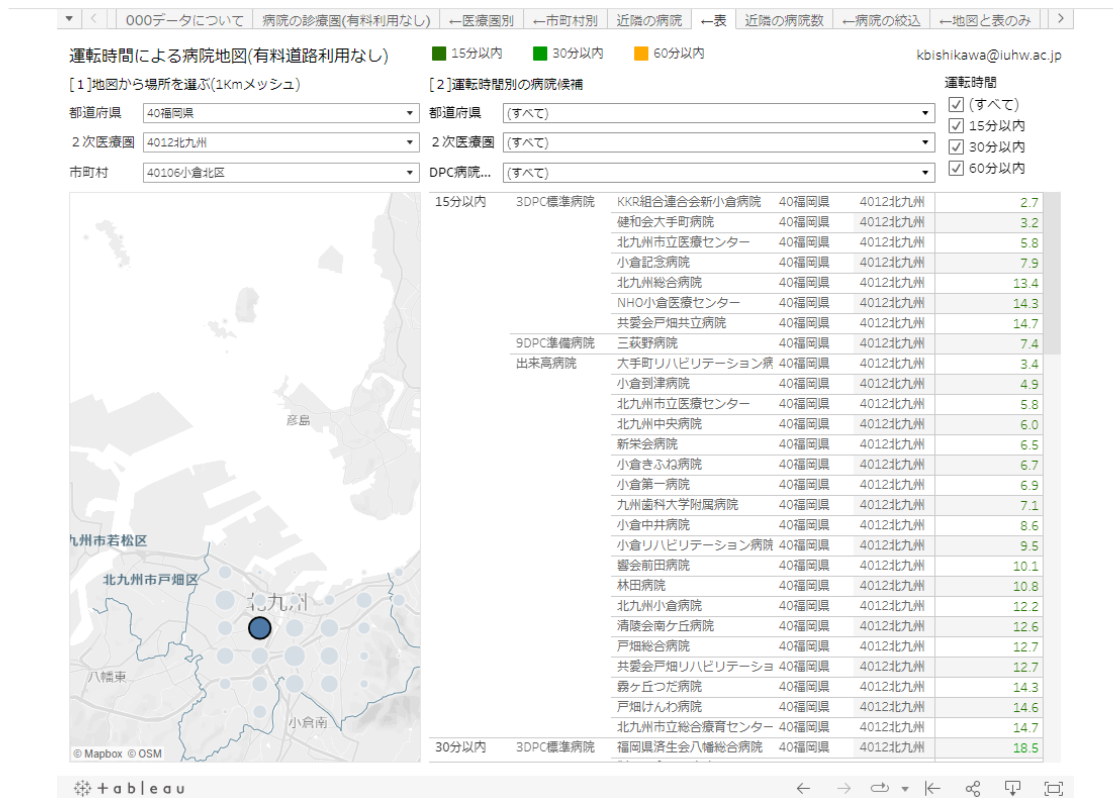 000データについて 病院の診療圏(有料利用なし) ←医療圏別 ←市町村別 近隣の病院 ←表 近隣の病院数 ←病院の絞込 ←地図と表のみ
運転時間による病院地図(有料道路利用なし) 15分以内 30分以内 60分以内 kbishikawa@iuhw.ac.jp
[1]地図から場所を選ぶ(1Kmメッシュ) [2]運転時間別の病院候補 運転時間
都道府県 40福岡県 都道府県 (すべて) (すべて)
２次医療圏 4012北九州 ２次医療圏 (すべて) 15分以内
30分以内
市町村 40106小倉北区 DPC病院... (すべて) 60分以内
15分以内 3DPC標準病院 KKR組合連合会新小倉病院 40福岡県 4012北九州 2.7
健和会大手町病院 40福岡県 4012北九州 3.2
北九州市立医療センター 40福岡県 4012北九州 5.8
小倉記念病院 40福岡県 4012北九州 7.9
北九州総合病院 40福岡県 4012北九州 13.4
NHO小倉医療センター 40福岡県 4012北九州 14.3
共愛会戸畑共立病院 40福岡県 4012北九州 14.7
9DPC準備病院 三萩野病院 40福岡県 4012北九州 7.4
出来高病院 大手町リハビリテーション病 40福岡県 4012北九州 3.4
小倉到津病院 40福岡県 4012北九州 4.9
北九州市立医療センター 40福岡県 4012北九州 5.8
北九州中央病院 40福岡県 4012北九州 6.0
新栄会病院 40福岡県 4012北九州 6.5
小倉きふね病院 40福岡県 4012北九州 6.7
小倉第一病院 40福岡県 4012北九州 6.9
九州歯科大学附属病院 40福岡県 4012北九州 7.1
小倉中井病院 40福岡県 4012北九州 8.6
小倉リハビリテーション病院 40福岡県 4012北九州 9.5
響会前田病院 40福岡県 4012北九州 10.1
林田病院 40福岡県 4012北九州 10.8
北九州小倉病院 40福岡県 4012北九州 12.2
清陵会南ケ丘病院 40福岡県 4012北九州 12.6
戸畑総合病院 40福岡県 4012北九州 12.7
共愛会戸畑リハビリテーショ 40福岡県 4012北九州 12.7
霧ヶ丘つだ病院 40福岡県 4012北九州 14.3
戸畑けんわ病院 40福岡県 4012北九州 14.6
北九州市立総合療育センター 40福岡県 4012北九州 14.7
30分以内 3DPC標準病院 福岡県済生会八幡総合病院 40福岡県 4012北九州 18.5
彦島
九州市若松区
北九州市戸畑区
北九州
八幡東
小倉南
© Mapbox © OSM
+ableau